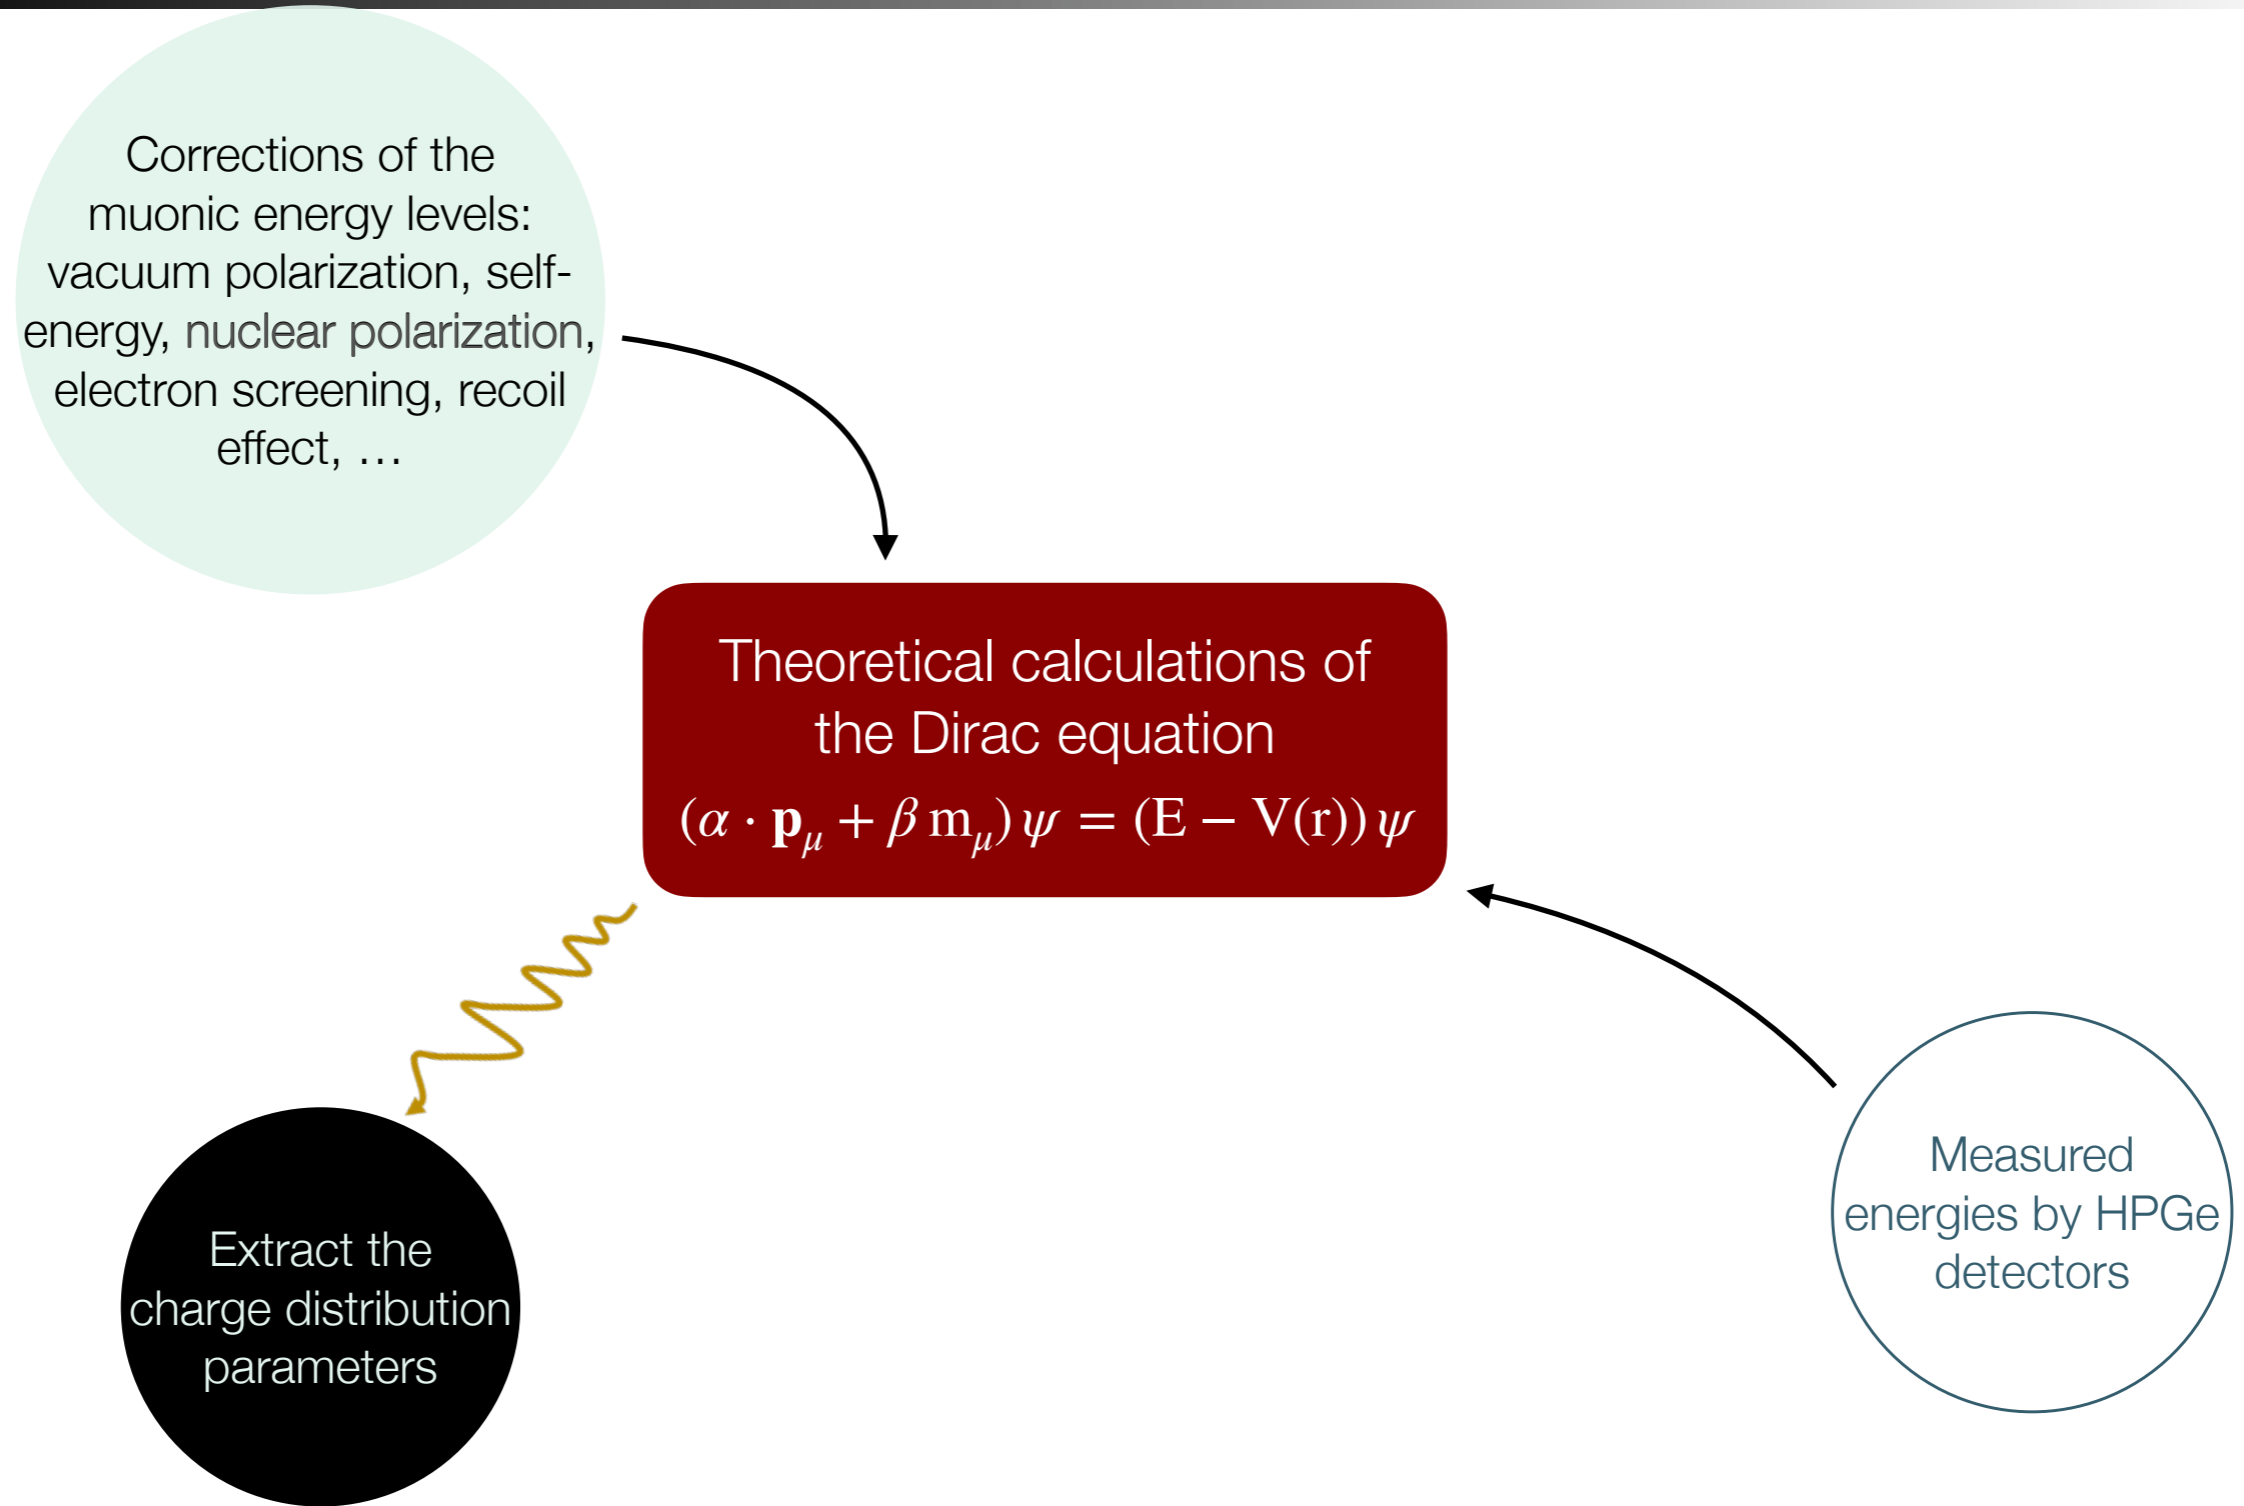 Corrections of the
muonic energy levels:
vacuum polarization, self-
energy, nuclear polarization,
electron screening, recoil
effect, …
Theoretical calculations of
the Dirac equation
(α · p_μ + β m_μ) ψ = (E − V(r)) ψ
Measured
energies by HPGe
detectors
Extract the
charge distribution
parameters